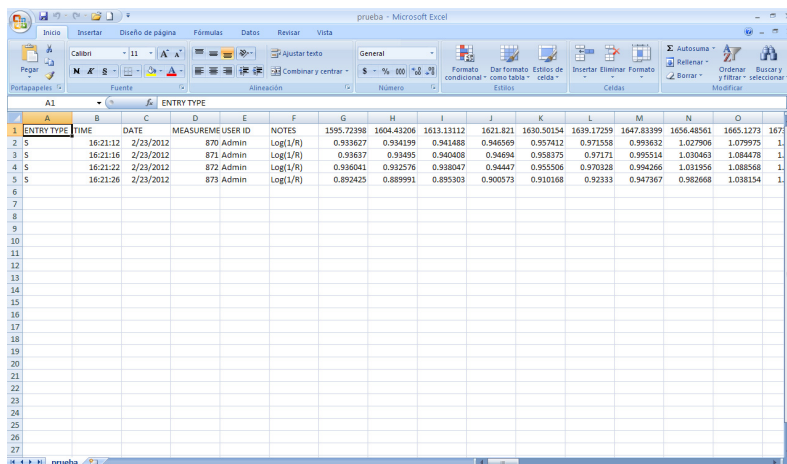 prueba - Microsoft Excel
Inicio Insertar Diseño de página Fórmulas Datos Revisar Vista
Calibri 11 A A Ajustar texto General Σ Autosuma
Pegar N K S A Combinar y centrar $ % 000 Formato condicional Dar formato como tabla Estilos de celda Insertar Eliminar Formato Rellenar Borrar Ordenar y filtrar Buscar y seleccionar
Portapapeles Fuente Alineación Número Estilos Celdas Modificar
A1 fx ENTRY TYPE
A B C D E F G H I J K L M N O
1 ENTRY TYPE TIME DATE MEASUREME USER ID NOTES 1595.72398 1604.43206 1613.13112 1621.821 1630.50154 1639.17259 1647.83399 1656.48561 1665.1273 167
2 S 16:21:12 2/23/2012 870 Admin Log(1/R) 0.933627 0.934199 0.941488 0.946569 0.957412 0.971558 0.993632 1.027906 1.079975 1.
3 S 16:21:16 2/23/2012 871 Admin Log(1/R) 0.93637 0.93495 0.940408 0.94694 0.958375 0.97171 0.995514 1.030463 1.084478 1.
4 S 16:21:22 2/23/2012 872 Admin Log(1/R) 0.936041 0.932576 0.938047 0.94447 0.955506 0.970328 0.994266 1.031956 1.088568 1.
5 S 16:21:26 2/23/2012 873 Admin Log(1/R) 0.892425 0.889991 0.895303 0.900573 0.910168 0.92333 0.947367 0.982668 1.038154 1.
6
7
8
9
10
11
12
13
14
15
16
17
18
19
20
21
22
23
24
25
26
27
prueba